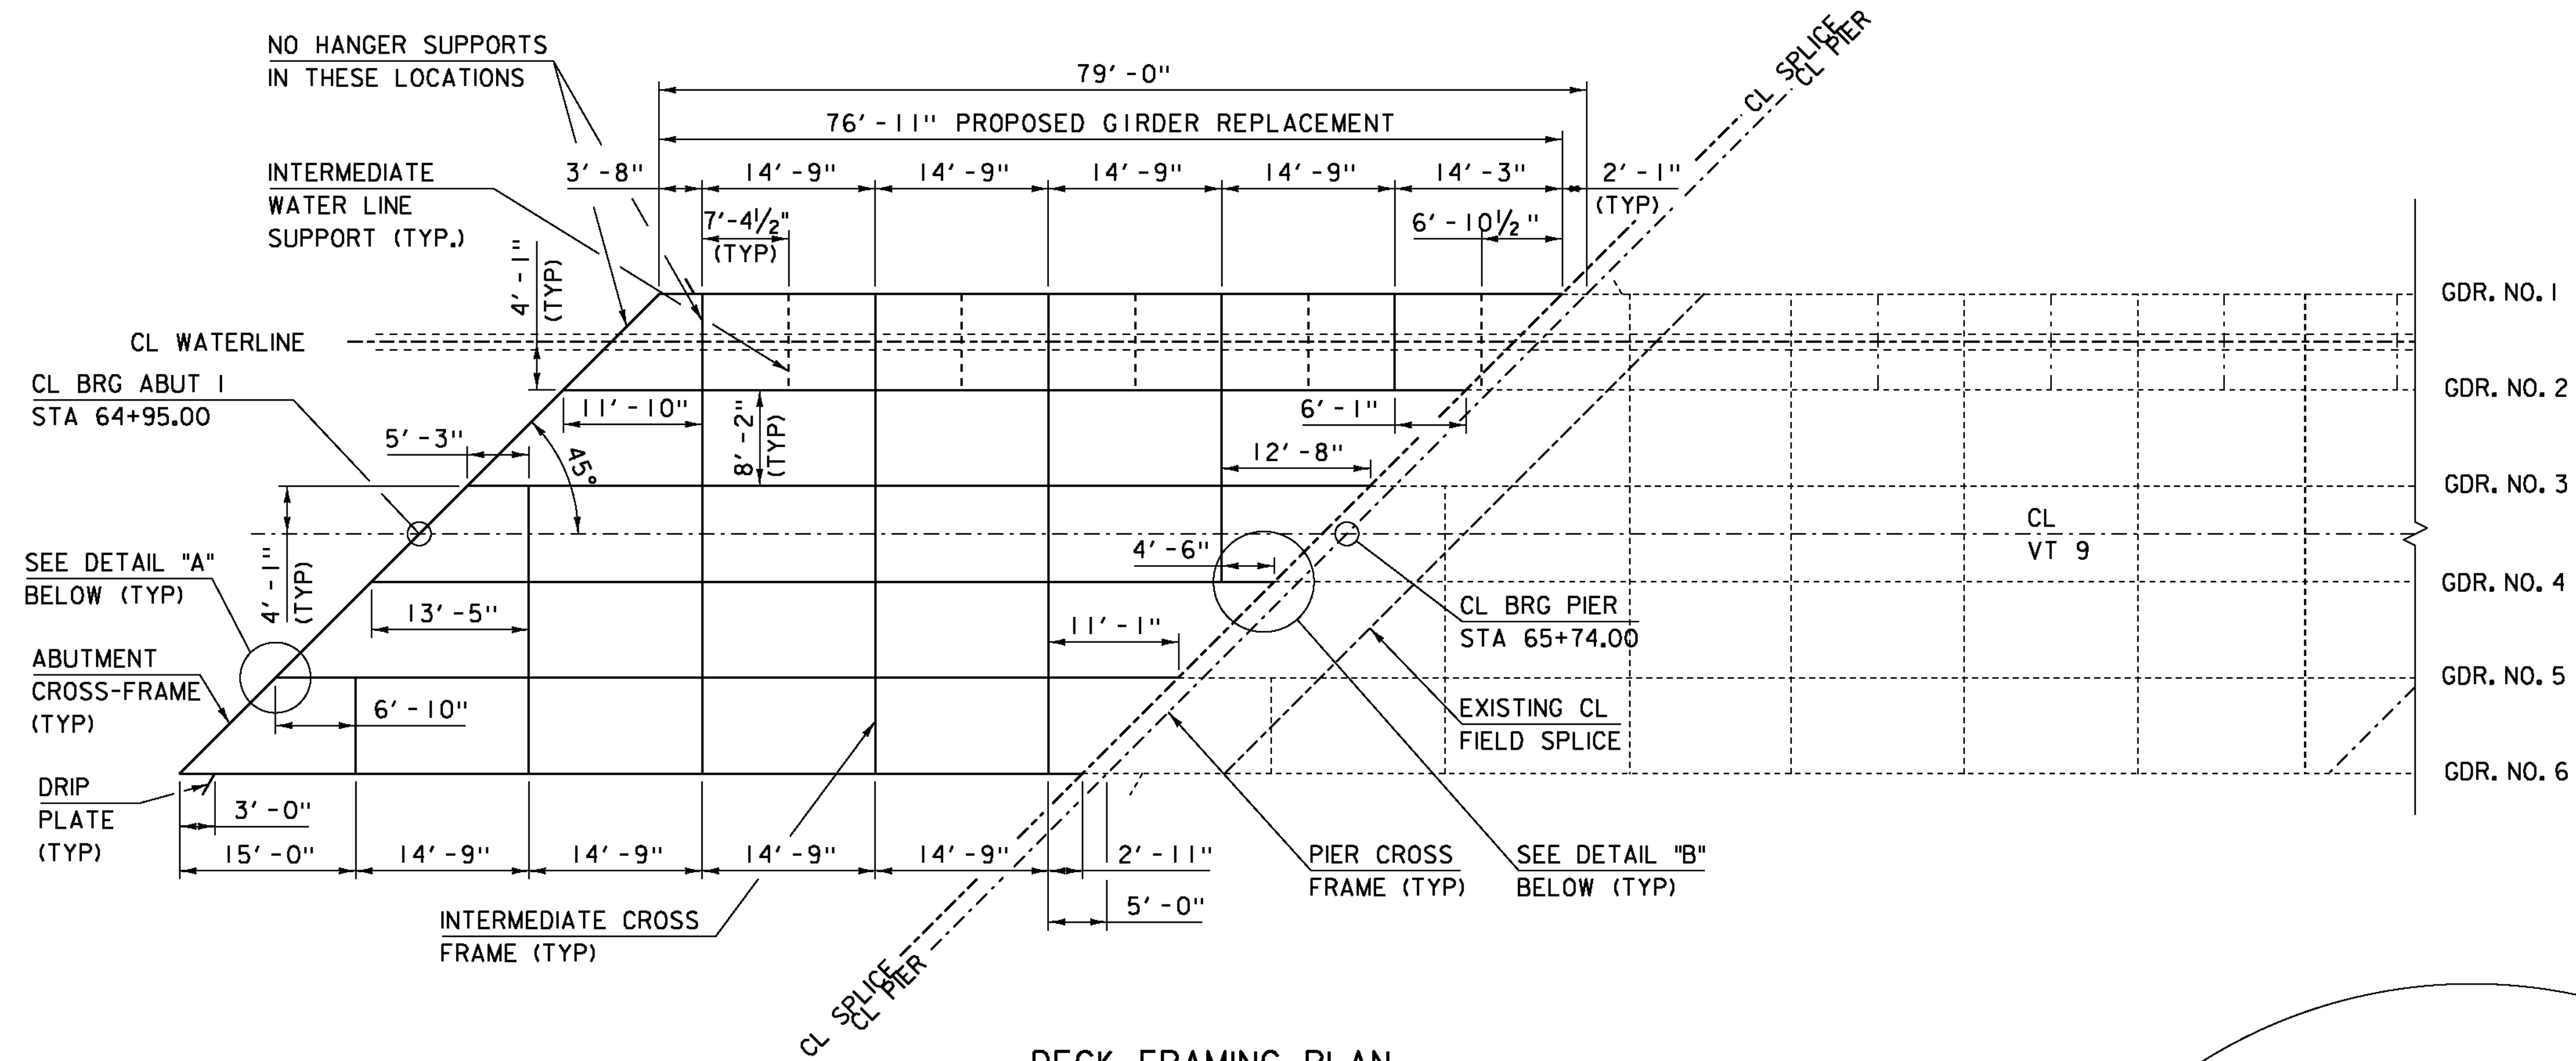 NO HANGER SUPPORTS
IN THESE LOCATIONS
79'-0"
76'-11" PROPOSED GIRDER REPLACEMENT
CL SPLICE
CL PIER
INTERMEDIATE
WATER LINE
SUPPORT (TYP.)
3'-8"
14'-9"
14'-9"
14'-9"
14'-9"
14'-3"
2'-1"
(TYP)
7'-4½"
(TYP)
6'-10½"
4'-1"
(TYP)
GDR. NO. 1
CL WATERLINE
CL BRG ABUT 1
STA 64+95.00
GDR. NO. 2
11'-10"
8'-2"
(TYP)
6'-1"
5'-3"
45°
12'-8"
GDR. NO. 3
CL
VT 9
4'-6"
SEE DETAIL "A"
BELOW (TYP)
4'-1"
(TYP)
GDR. NO. 4
13'-5"
11'-1"
CL BRG PIER
STA 65+74.00
ABUTMENT
CROSS-FRAME
(TYP)
GDR. NO. 5
6'-10"
EXISTING CL
FIELD SPLICE
GDR. NO. 6
DRIP
PLATE
(TYP)
3'-0"
15'-0"
14'-9"
14'-9"
14'-9"
14'-9"
2'-11"
5'-0"
PIER CROSS
FRAME (TYP)
SEE DETAIL "B"
BELOW (TYP)
INTERMEDIATE CROSS
FRAME (TYP)
CL SPLICE
CL PIER
DECK FRAMING PLAN